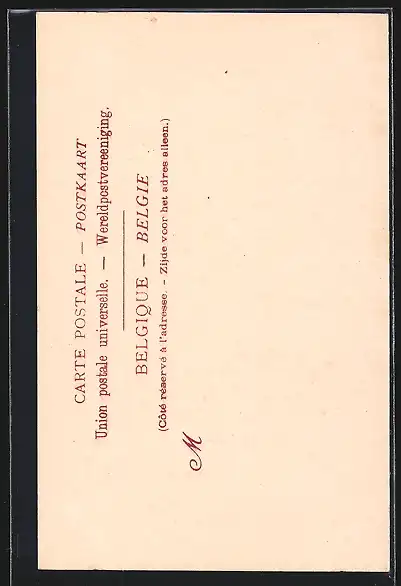 CARTE POSTALE — POSTKAART
Union postale universelle. — Wereldpostvereeniging.
BELGIQUE — BELGIE
(Côté réservé à l'adresse. - Zijde voor het adres alleen.)
M